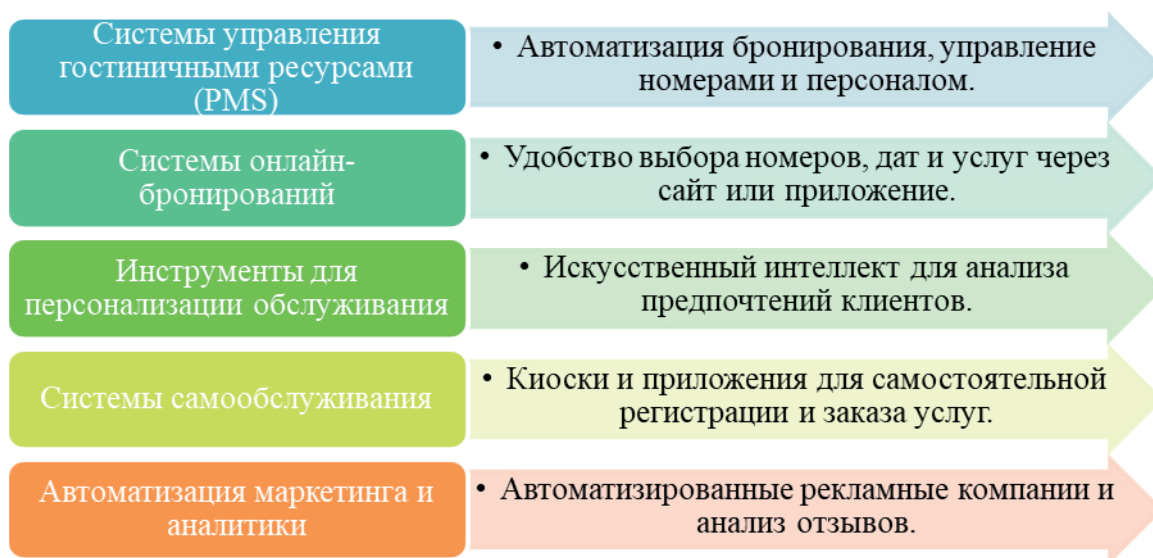 Системы управления
гостиничными ресурсами
(PMS)
• Автоматизация бронирования, управление
номерами и персоналом.
Системы онлайн-
бронирований
• Удобство выбора номеров, дат и услуг через
сайт или приложение.
Инструменты для
персонализации обслуживания
• Искусственный интеллект для анализа
предпочтений клиентов.
Системы самообслуживания
• Киоски и приложения для самостоятельной
регистрации и заказа услуг.
Автоматизация маркетинга и
аналитики
• Автоматизированные рекламные компании и
анализ отзывов.